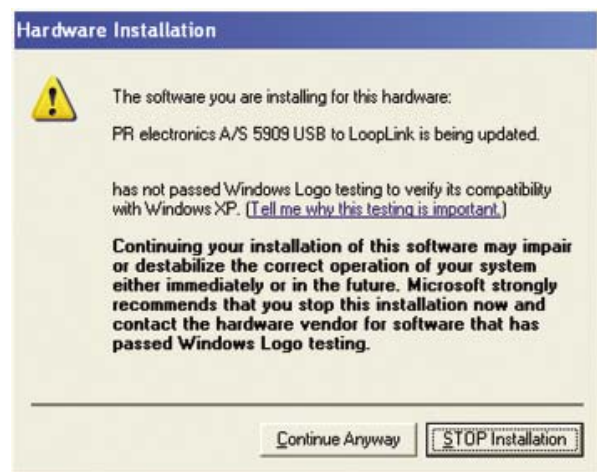 Hardware Installation
The software you are installing for this hardware:
PR electronics A/S 5909 USB to LoopLink is being updated.
has not passed Windows Logo testing to verify its compatibility
with Windows XP. (Tell me why this testing is important.)
Continuing your installation of this software may impair
or destabilize the correct operation of your system
either immediately or in the future. Microsoft strongly
recommends that you stop this installation now and
contact the hardware vendor for software that has
passed Windows Logo testing.
Continue Anyway STOP Installation